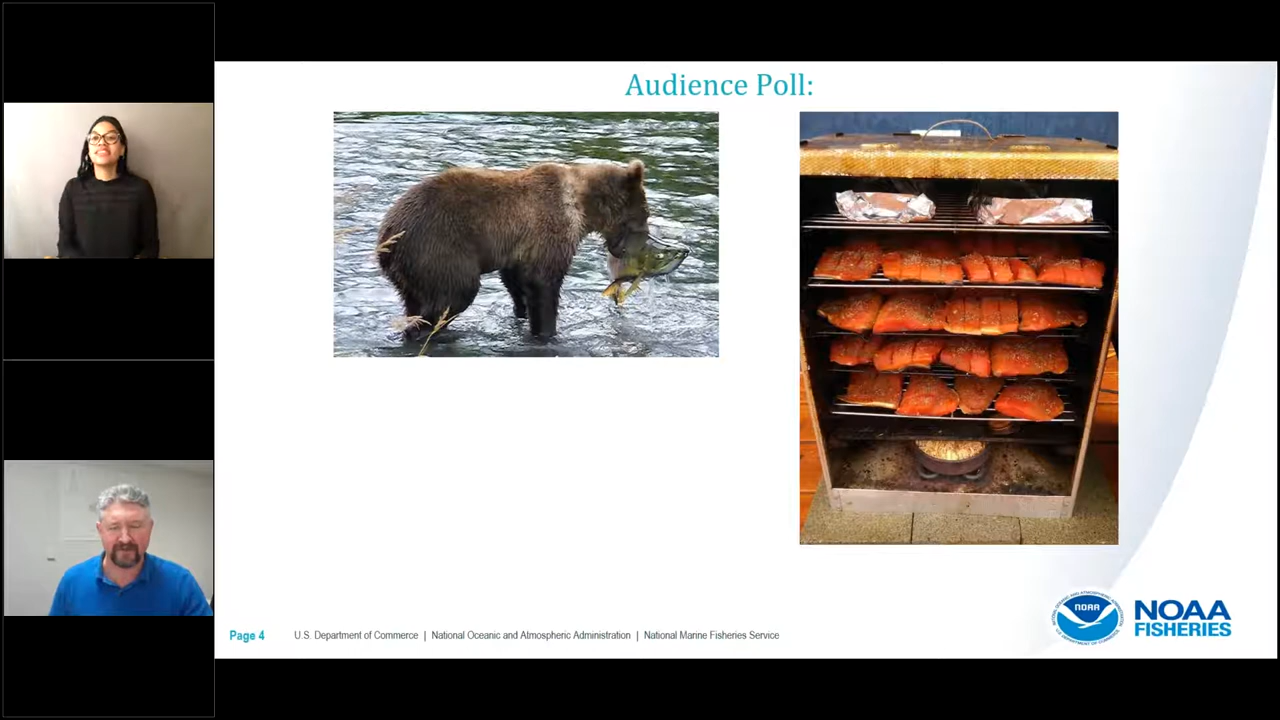 Audience Poll:
Page 4
U.S. Department of Commerce | National Oceanic and Atmospheric Administration | National Marine Fisheries Service
NOAA
NOAA
FISHERIES